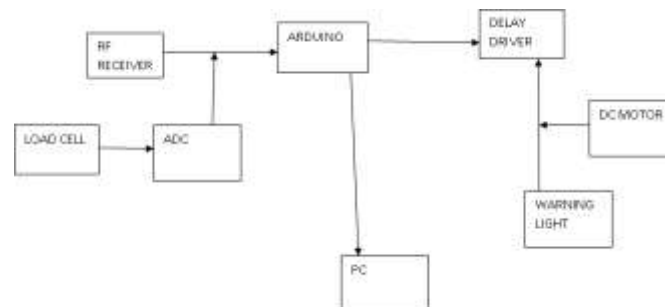 RF
RECEIVER
ARDUINO
DELAY
DRIVER
LOAD CELL
ADC
DC MOTOR
WARNING
LIGHT
PC